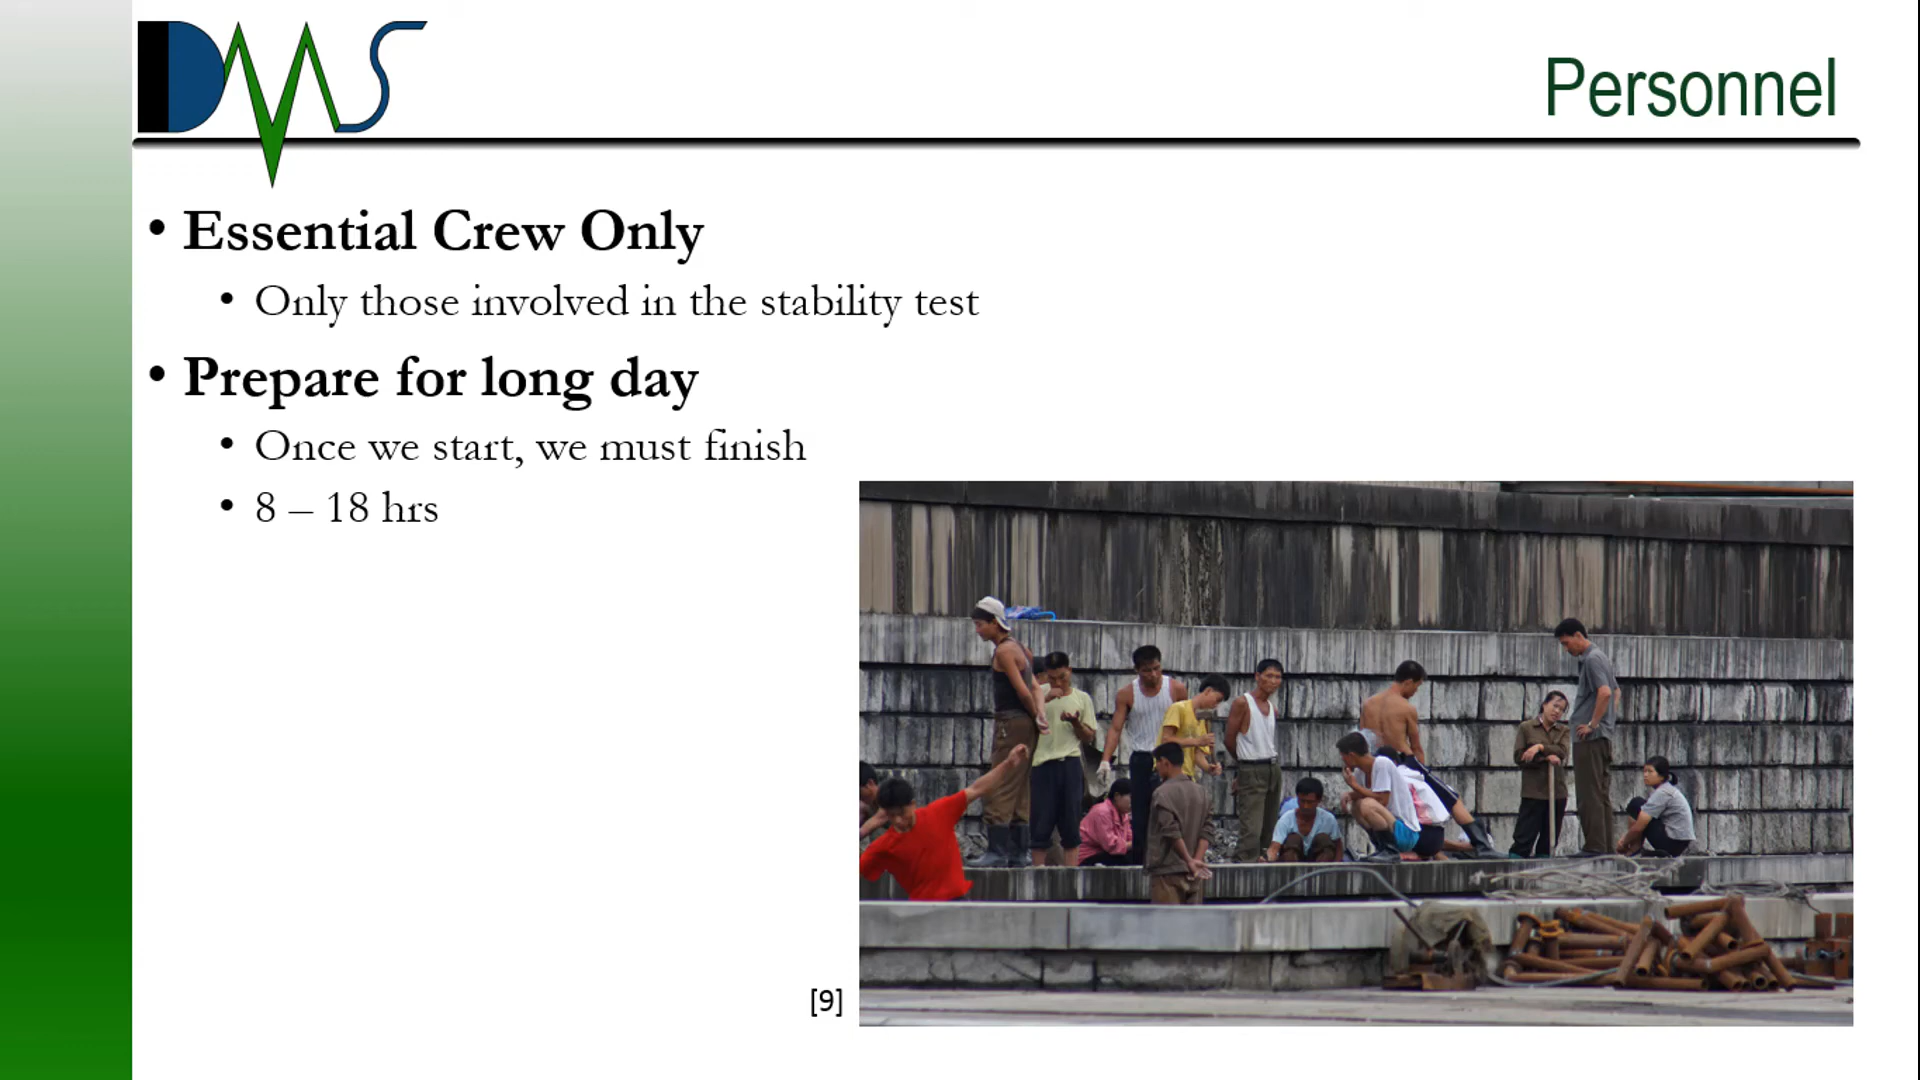 DMS
Personnel
• Essential Crew Only
• Only those involved in the stability test
• Prepare for long day
• Once we start, we must finish
• 8 – 18 hrs
[9]